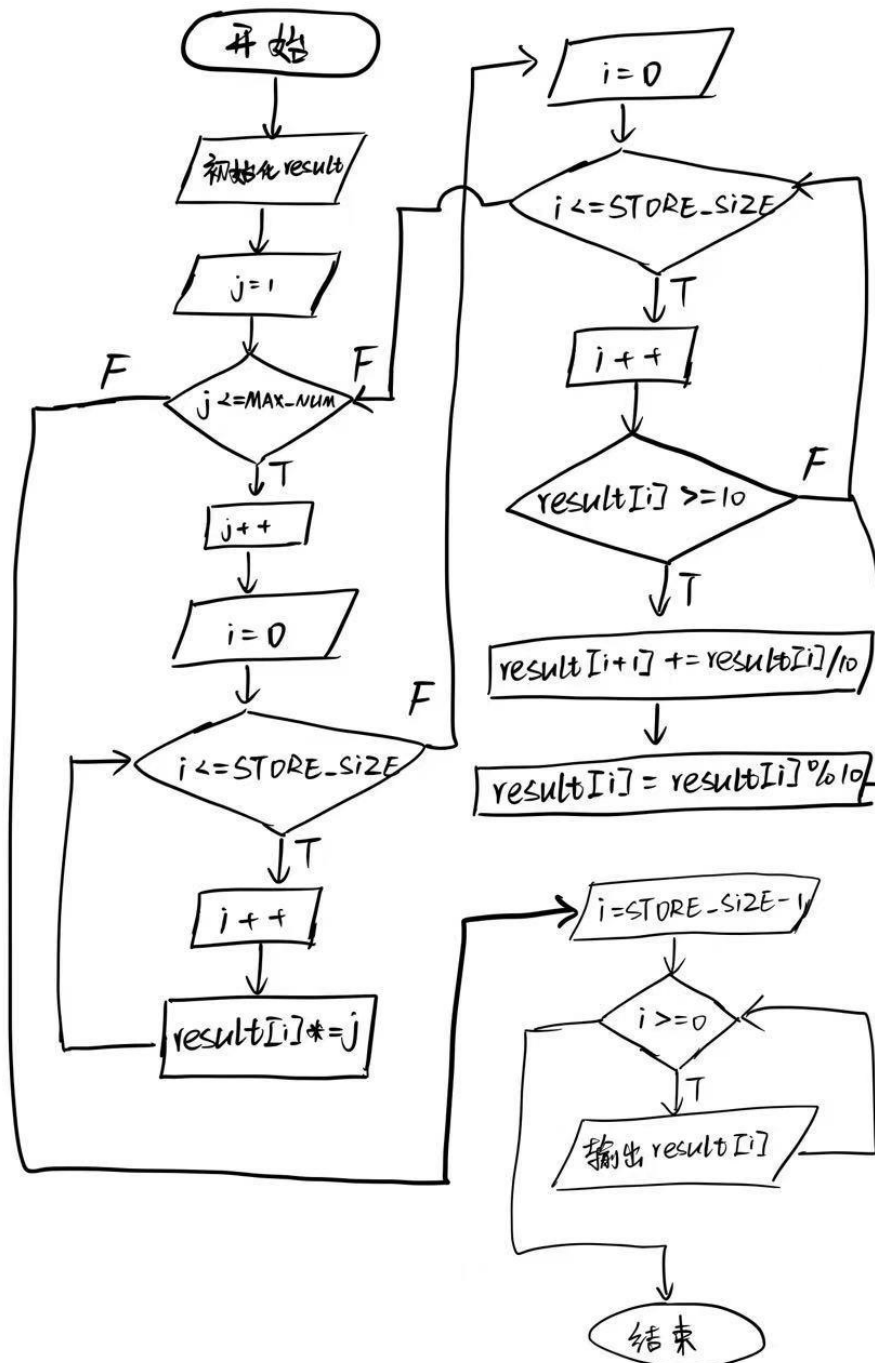 开始
初始化result
j=1
F
F
j<=MAX_NUM
T
j++
i=0
F
i<=STORE_SIZE
T
i++
result[i]*=j
i=0
i<=STORE_SIZE
T
i++
F
result[i]>=10
T
result[i+1] += result[i]/10
result[i] = result[i]%10
i=STORE_SIZE-1
i>=0
T
输出result[i]
结束